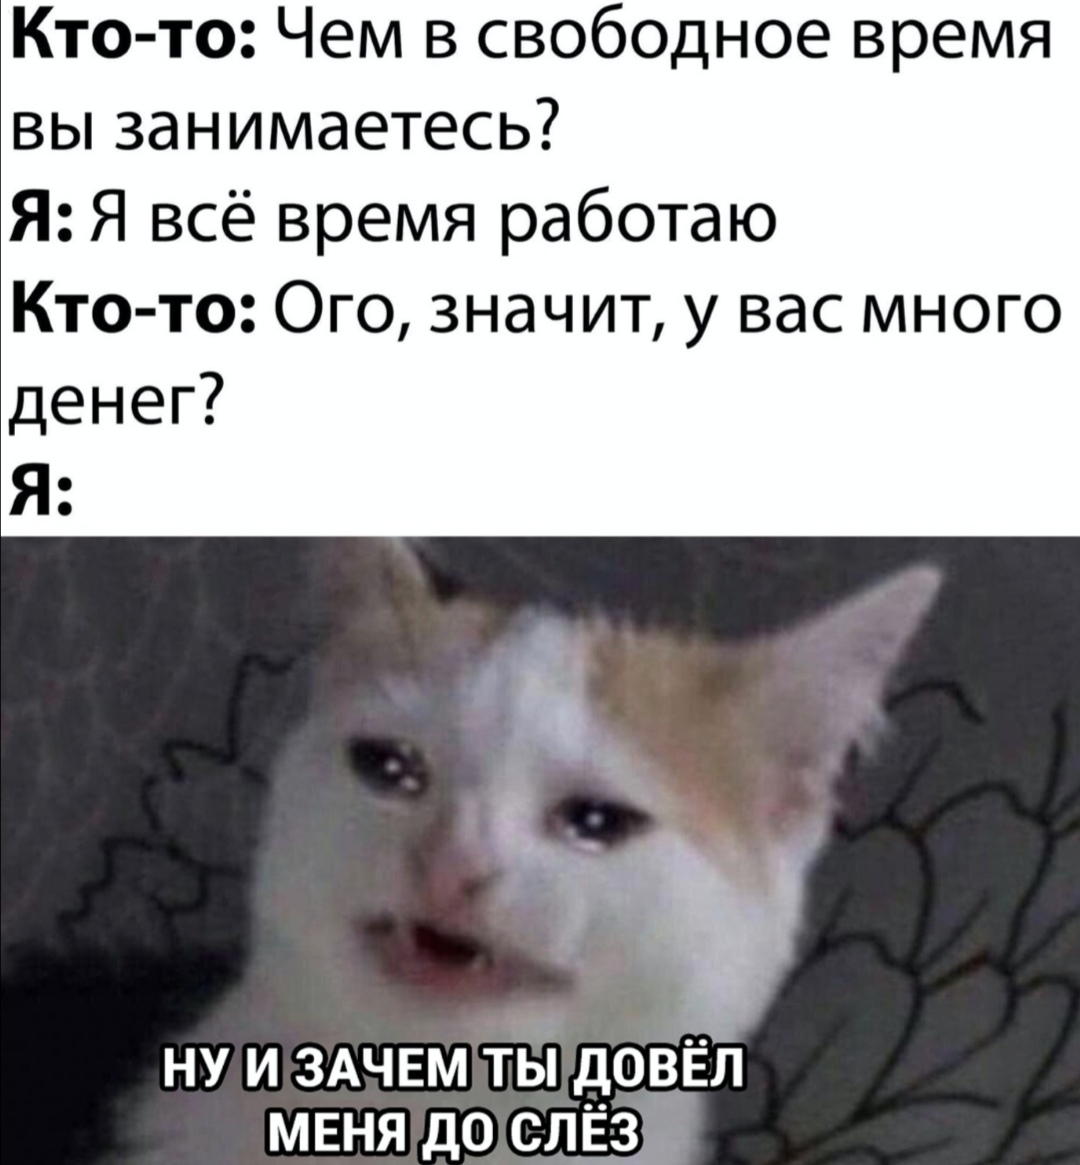 Кто-то: Чем в свободное время
вы занимаетесь?
Я: Я всё время работаю
Кто-то: Ого, значит, у вас много
денег?
Я:
НУ И ЗАЧЕМ ТЫ ДОВЁЛ
МЕНЯ ДО СЛЁЗ